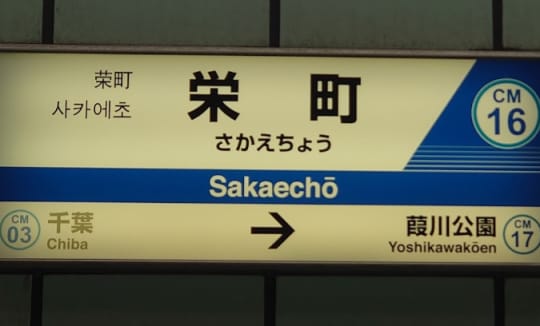 荣町
사카에초
栄町
さかえちょう
CM
16
Sakaechō
CM
03
千葉
Chiba
→
葭川公園
Yoshikawakōen
CM
17